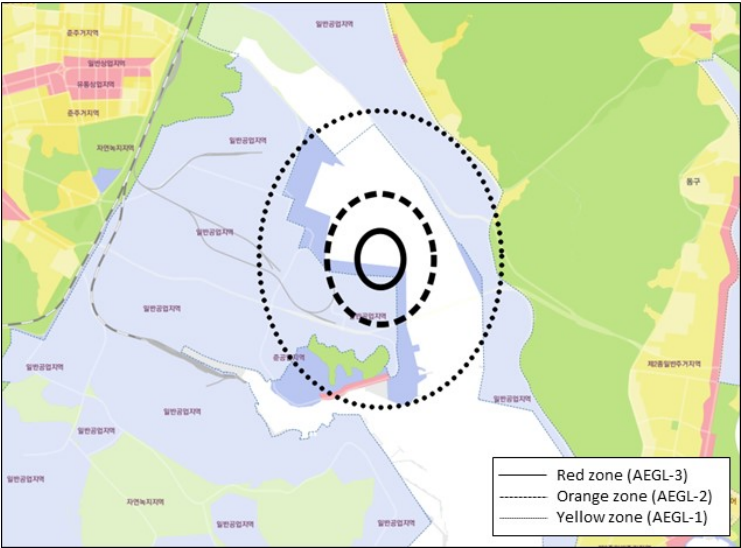 일반공업지역
준주거지역
일반상업지역
유통상업지역
준주거지역
자연녹지지역
일반공업지역
동구
일반공업지역
일반공업지역
일반공업지역
준공업지역
일반공업지역
제2종일반주거지역
일반공업지역
일반공업지역
일반공업지역
일반공업지역
자연녹지지역
일반공업지역
일반공업지역
Red zone (AEGL-3)
Orange zone (AEGL-2)
Yellow zone (AEGL-1)